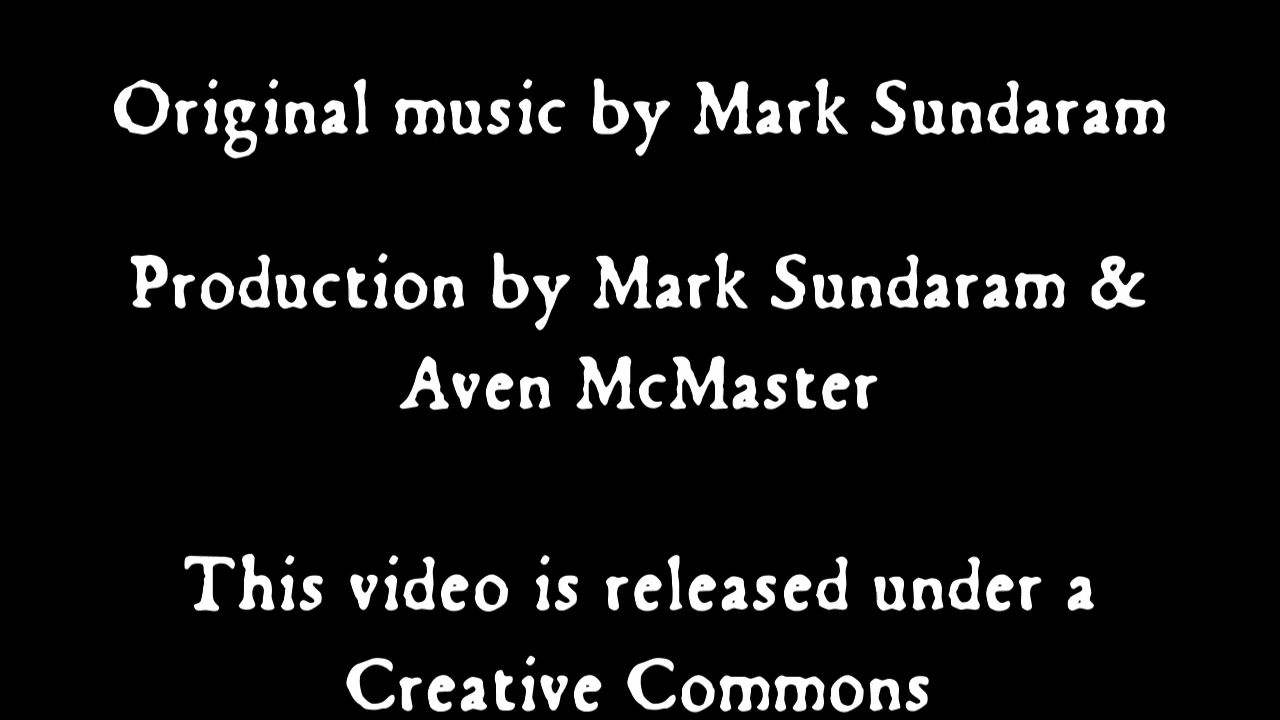 Original music by Mark Sundaram
Production by Mark Sundaram &
Aven McMaster
This video is released under a
Creative Commons